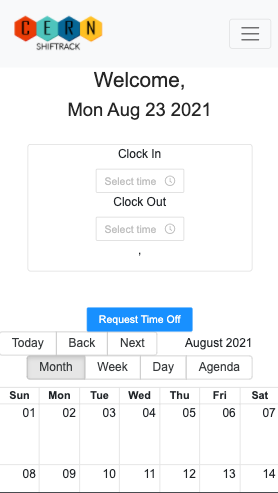 CERN
SHIFTRACK
Welcome,
Mon Aug 23 2021
Clock In
Select time
Clock Out
Select time
,
Request Time Off
Today Back Next August 2021
Month Week Day Agenda
Sun Mon Tue Wed Thu Fri Sat
01 02 03 04 05 06 07
08 09 10 11 12 13 14